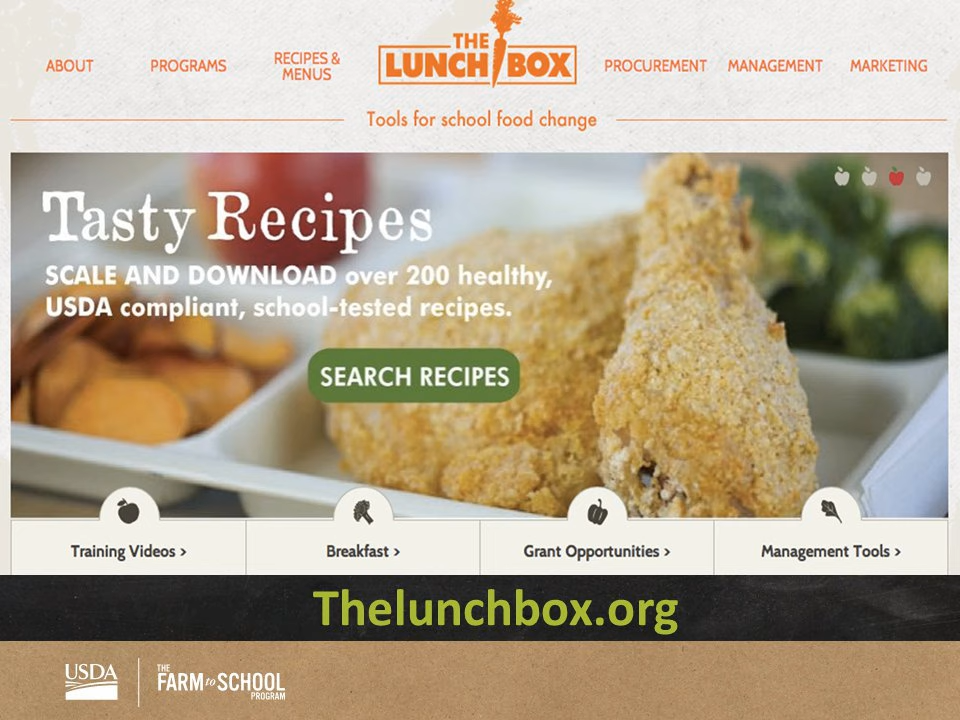 ABOUT
PROGRAMS
RECIPES &
MENUS
THE
LUNCH BOX
PROCUREMENT
MANAGEMENT
MARKETING
Tools for school food change
Tasty Recipes
SCALE AND DOWNLOAD over 200 healthy,
USDA compliant, school-tested recipes.
SEARCH RECIPES
Training Videos >
Breakfast >
Grant Opportunities >
Management Tools >
Thelunchbox.org
USDA
THE
FARM to SCHOOL
PROGRAM